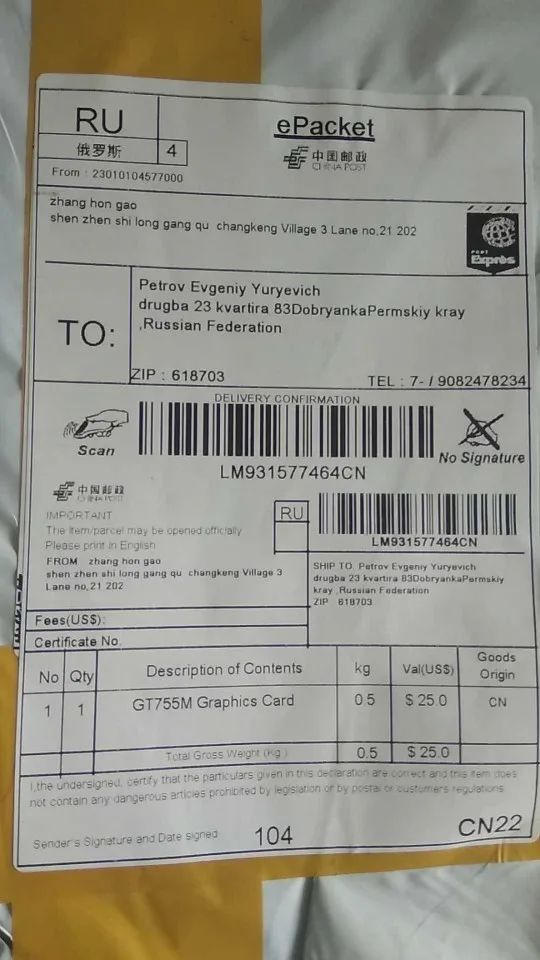 RU
俄罗斯
4
ePacket
中国邮政
CHINA POST
From : 23010104577000
zhang hon gao
shen zhen shi long gang qu changkeng Village 3 Lane no,21 202
POST
Exprès
TO:
Petrov Evgeniy Yuryevich
drugba 23 kvartira 83DobryankaPermskiy kray
,Russian Federation
ZIP : 618703
TEL : 7- / 9082478234
DELIVERY CONFIRMATION
Scan
No Signature
LM931577464CN
中国邮政
CHINA POST
RU
LM931577464CN
IMPORTANT
The item/parcel may be opened officially
Please print in English
FROM zhang hon gao
shen zhen shi long gang qu changkeng Village 3
Lane no,21 202
SHIP TO: Petrov Evgeniy Yuryevich
drugba 23 kvartira 83DobryankaPermskiy
kray ,Russian Federation
ZIP 618703
Fees(US$):
Certificate No.
No Qty Description of Contents kg Val(US$) Goods Origin
1 1 GT755M Graphics Card 0.5 $ 25.0 CN
Total Gross Weight (Kg ) 0.5 $ 25.0
I,the undersigned, certify that the particulars given in this declaration are correct and this item does
not contain any dangerous articles prohibited by legislation or by postal or customers regulations
Sender's Signature and Date signed 104 CN22